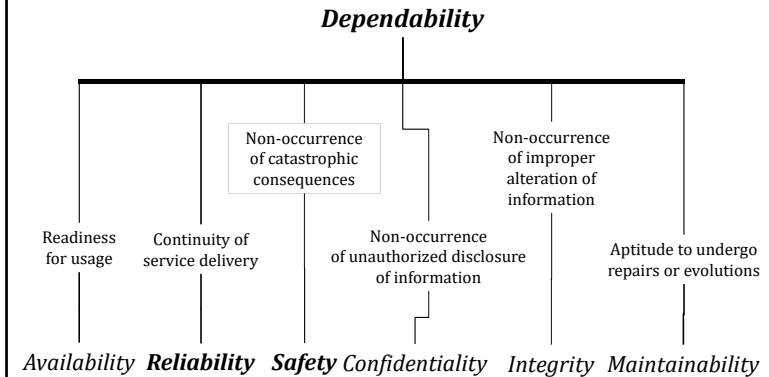 Dependability
Non-occurrence
of catastrophic
consequences
Non-occurrence
of improper
alteration of
information
Readiness
for usage
Continuity of
service delivery
Non-occurrence
of unauthorized disclosure
of information
Aptitude to undergo
repairs or evolutions
Availability Reliability Safety Confidentiality Integrity Maintainability